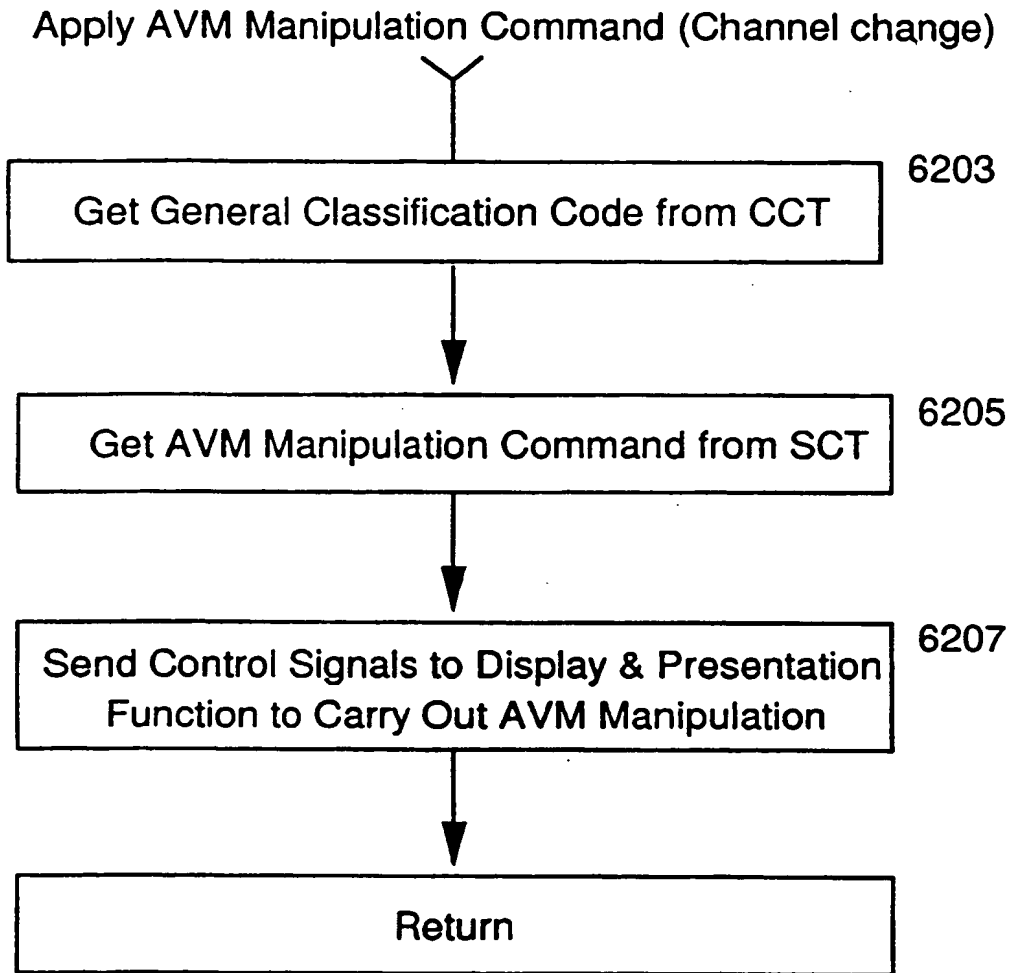 Apply AVM Manipulation Command (Channel change)
6203
Get General Classification Code from CCT
6205
Get AVM Manipulation Command from SCT
6207
Send Control Signals to Display & Presentation
Function to Carry Out AVM Manipulation
Return